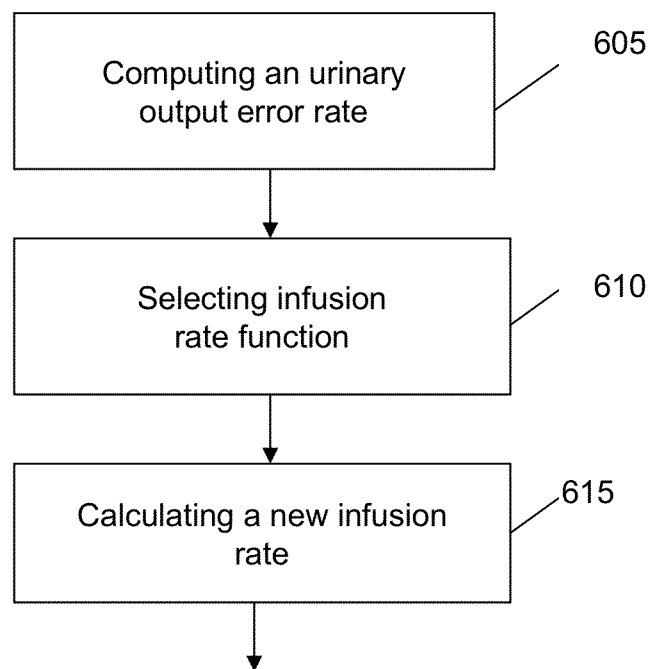 Computing an urinary
output error rate
605
Selecting infusion
rate function
610
Calculating a new infusion
rate
615